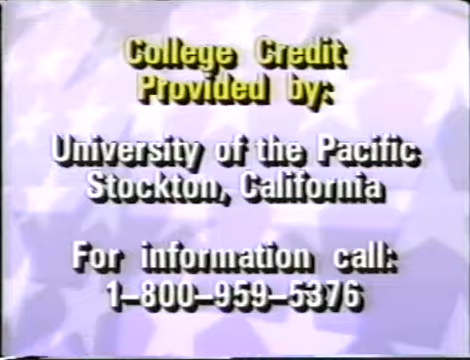 College Credit
Provided by:
University of the Pacific
Stockton, California
For information call:
1-800-959-5376